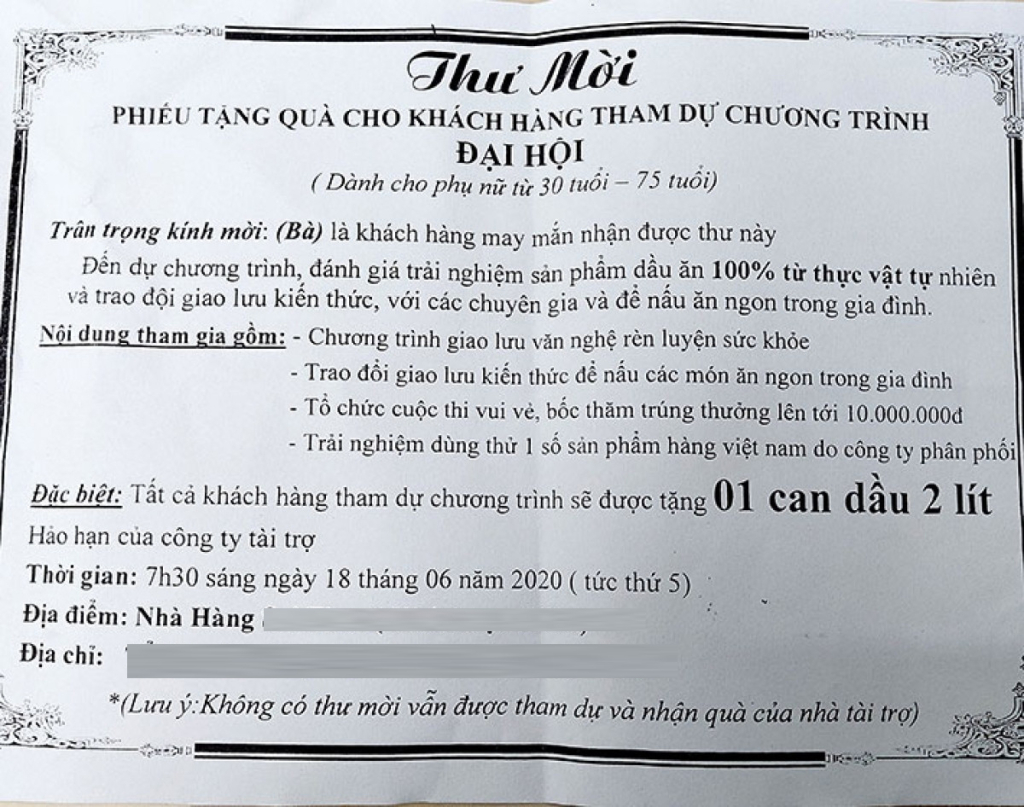 Thư Mời
PHIẾU TẶNG QUÀ CHO KHÁCH HÀNG THAM DỰ CHƯƠNG TRÌNH
ĐẠI HỘI
( Dành cho phụ nữ từ 30 tuổi – 75 tuổi)
Trân trọng kính mời: (Bà) là khách hàng may mắn nhận được thư này
Đến dự chương trình, đánh giá trải nghiệm sản phẩm dầu ăn 100% từ thực vật tự nhiên
và trao dội giao lưu kiến thức, với các chuyên gia và để nấu ăn ngon trong gia đình.
Nội dung tham gia gồm: - Chương trình giao lưu văn nghệ rèn luyện sức khỏe
- Trao đổi giao lưu kiến thức để nấu các món ăn ngon trong gia đình
- Tổ chức cuộc thi vui vẻ, bốc thăm trúng thưởng lên tới 10.000.000đ
- Trải nghiệm dùng thử 1 số sản phẩm hàng việt nam do công ty phân phối
Đặc biệt: Tất cả khách hàng tham dự chương trình sẽ được tặng 01 can dầu 2 lít
Hảo hạn của công ty tài trợ
Thời gian: 7h30 sáng ngày 18 tháng 06 năm 2020 ( tức thứ 5)
Địa điểm: Nhà Hàng
Địa chỉ:
*(Lưu ý:Không có thư mời vẫn được tham dự và nhận quà của nhà tài trợ)